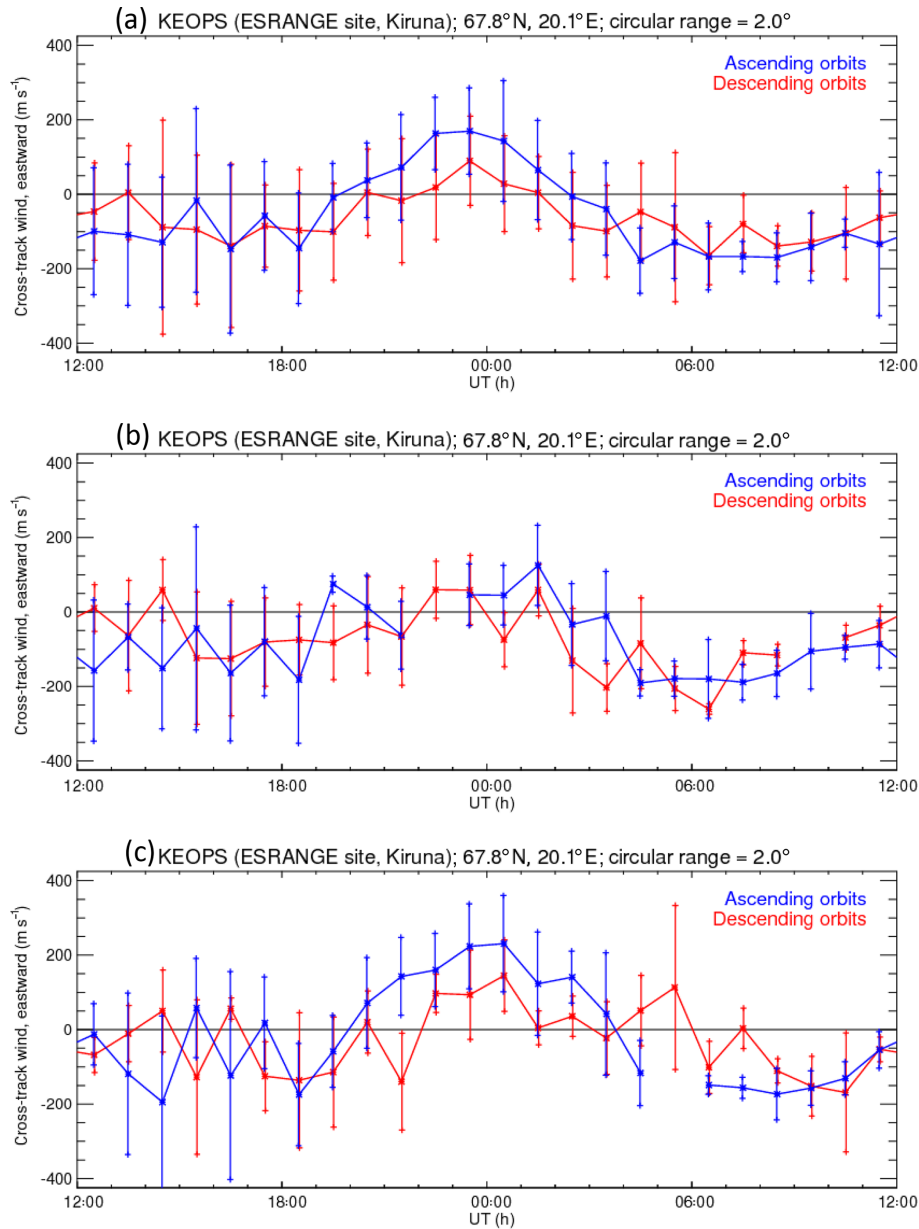 (a) KEOPS (ESRANGE site, Kiruna); 67.8°N, 20.1°E; circular range = 2.0°
Ascending orbits
Descending orbits
Cross-track wind, eastward (m s⁻¹)
400
200
0
-200
-400
12:00 18:00 00:00 06:00 12:00
UT (h)
(b) KEOPS (ESRANGE site, Kiruna); 67.8°N, 20.1°E; circular range = 2.0°
Ascending orbits
Descending orbits
Cross-track wind, eastward (m s⁻¹)
400
200
0
-200
-400
12:00 18:00 00:00 06:00 12:00
UT (h)
(c) KEOPS (ESRANGE site, Kiruna); 67.8°N, 20.1°E; circular range = 2.0°
Ascending orbits
Descending orbits
Cross-track wind, eastward (m s⁻¹)
400
200
0
-200
-400
12:00 18:00 00:00 06:00 12:00
UT (h)